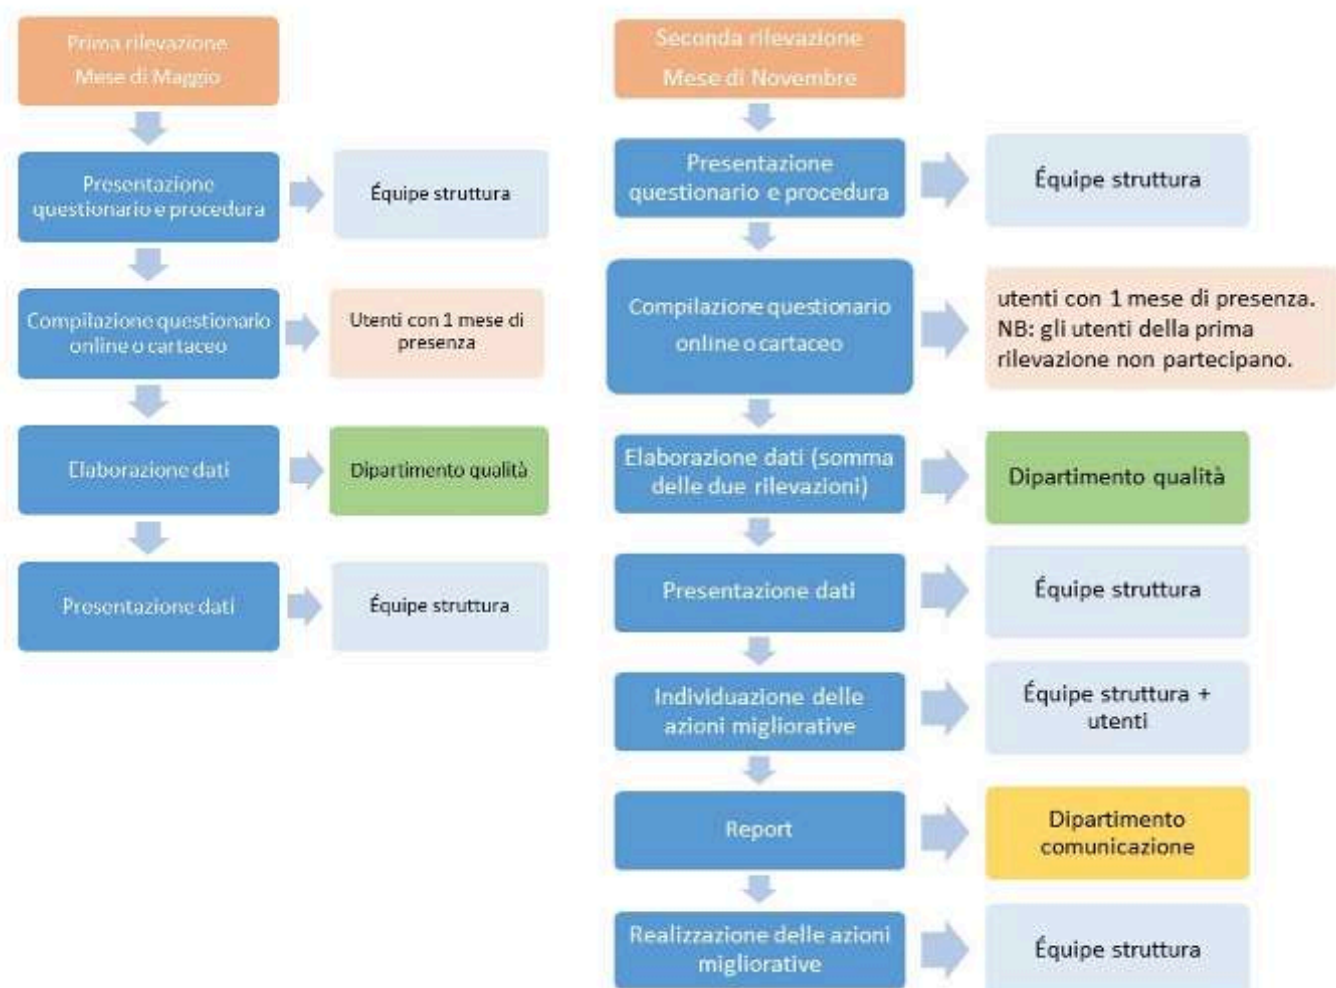 Prima rilevazione
Mese di Maggio
Presentazione
questionario e procedura
Équipe struttura
Compilazione questionario
online o cartaceo
Utenti con 1 mese di
presenza
Elaborazione dati
Dipartimento qualità
Presentazione dati
Équipe struttura
Seconda rilevazione
Mese di Novembre
Presentazione
questionario e procedura
Équipe struttura
Compilazione questionario
online o cartaceo
utenti con 1 mese di presenza.
NB: gli utenti della prima
rilevazione non partecipano.
Elaborazione dati (somma
delle due rilevazioni)
Dipartimento qualità
Presentazione dati
Équipe struttura
Individuazione delle
azioni migliorative
Équipe struttura +
utenti
Report
Dipartimento
comunicazione
Realizzazione delle azioni
migliorative
Équipe struttura